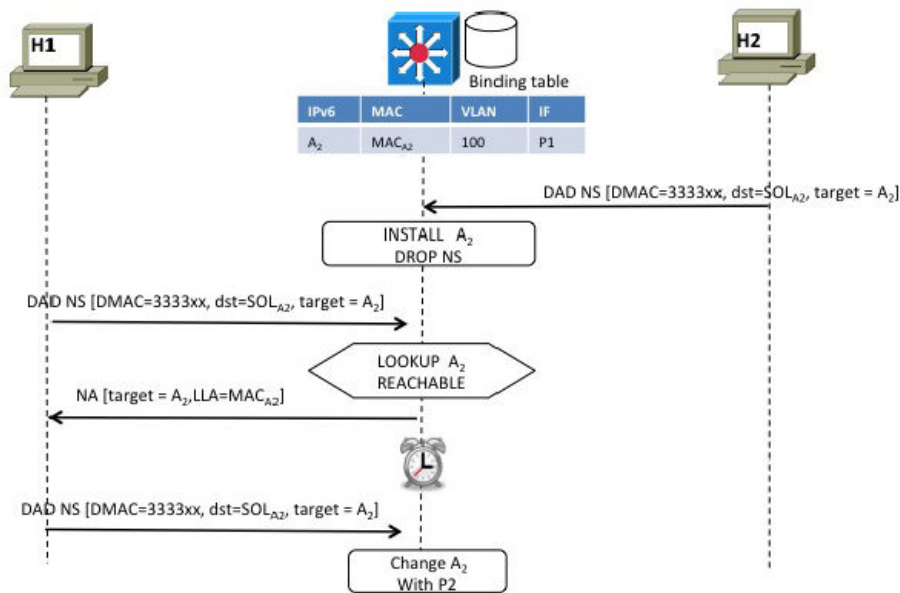 H1
H2
Binding table
IPv6 MAC VLAN IF
A2 MACA2 100 P1
DAD NS [DMAC=3333xx, dst=SOLA2, target = A2]
INSTALL A2
DROP NS
DAD NS [DMAC=3333xx, dst=SOLA2, target = A2]
LOOKUP A2
REACHABLE
NA [target = A2,LLA=MACA2]
DAD NS [DMAC=3333xx, dst=SOLA2, target = A2]
Change A2
With P2